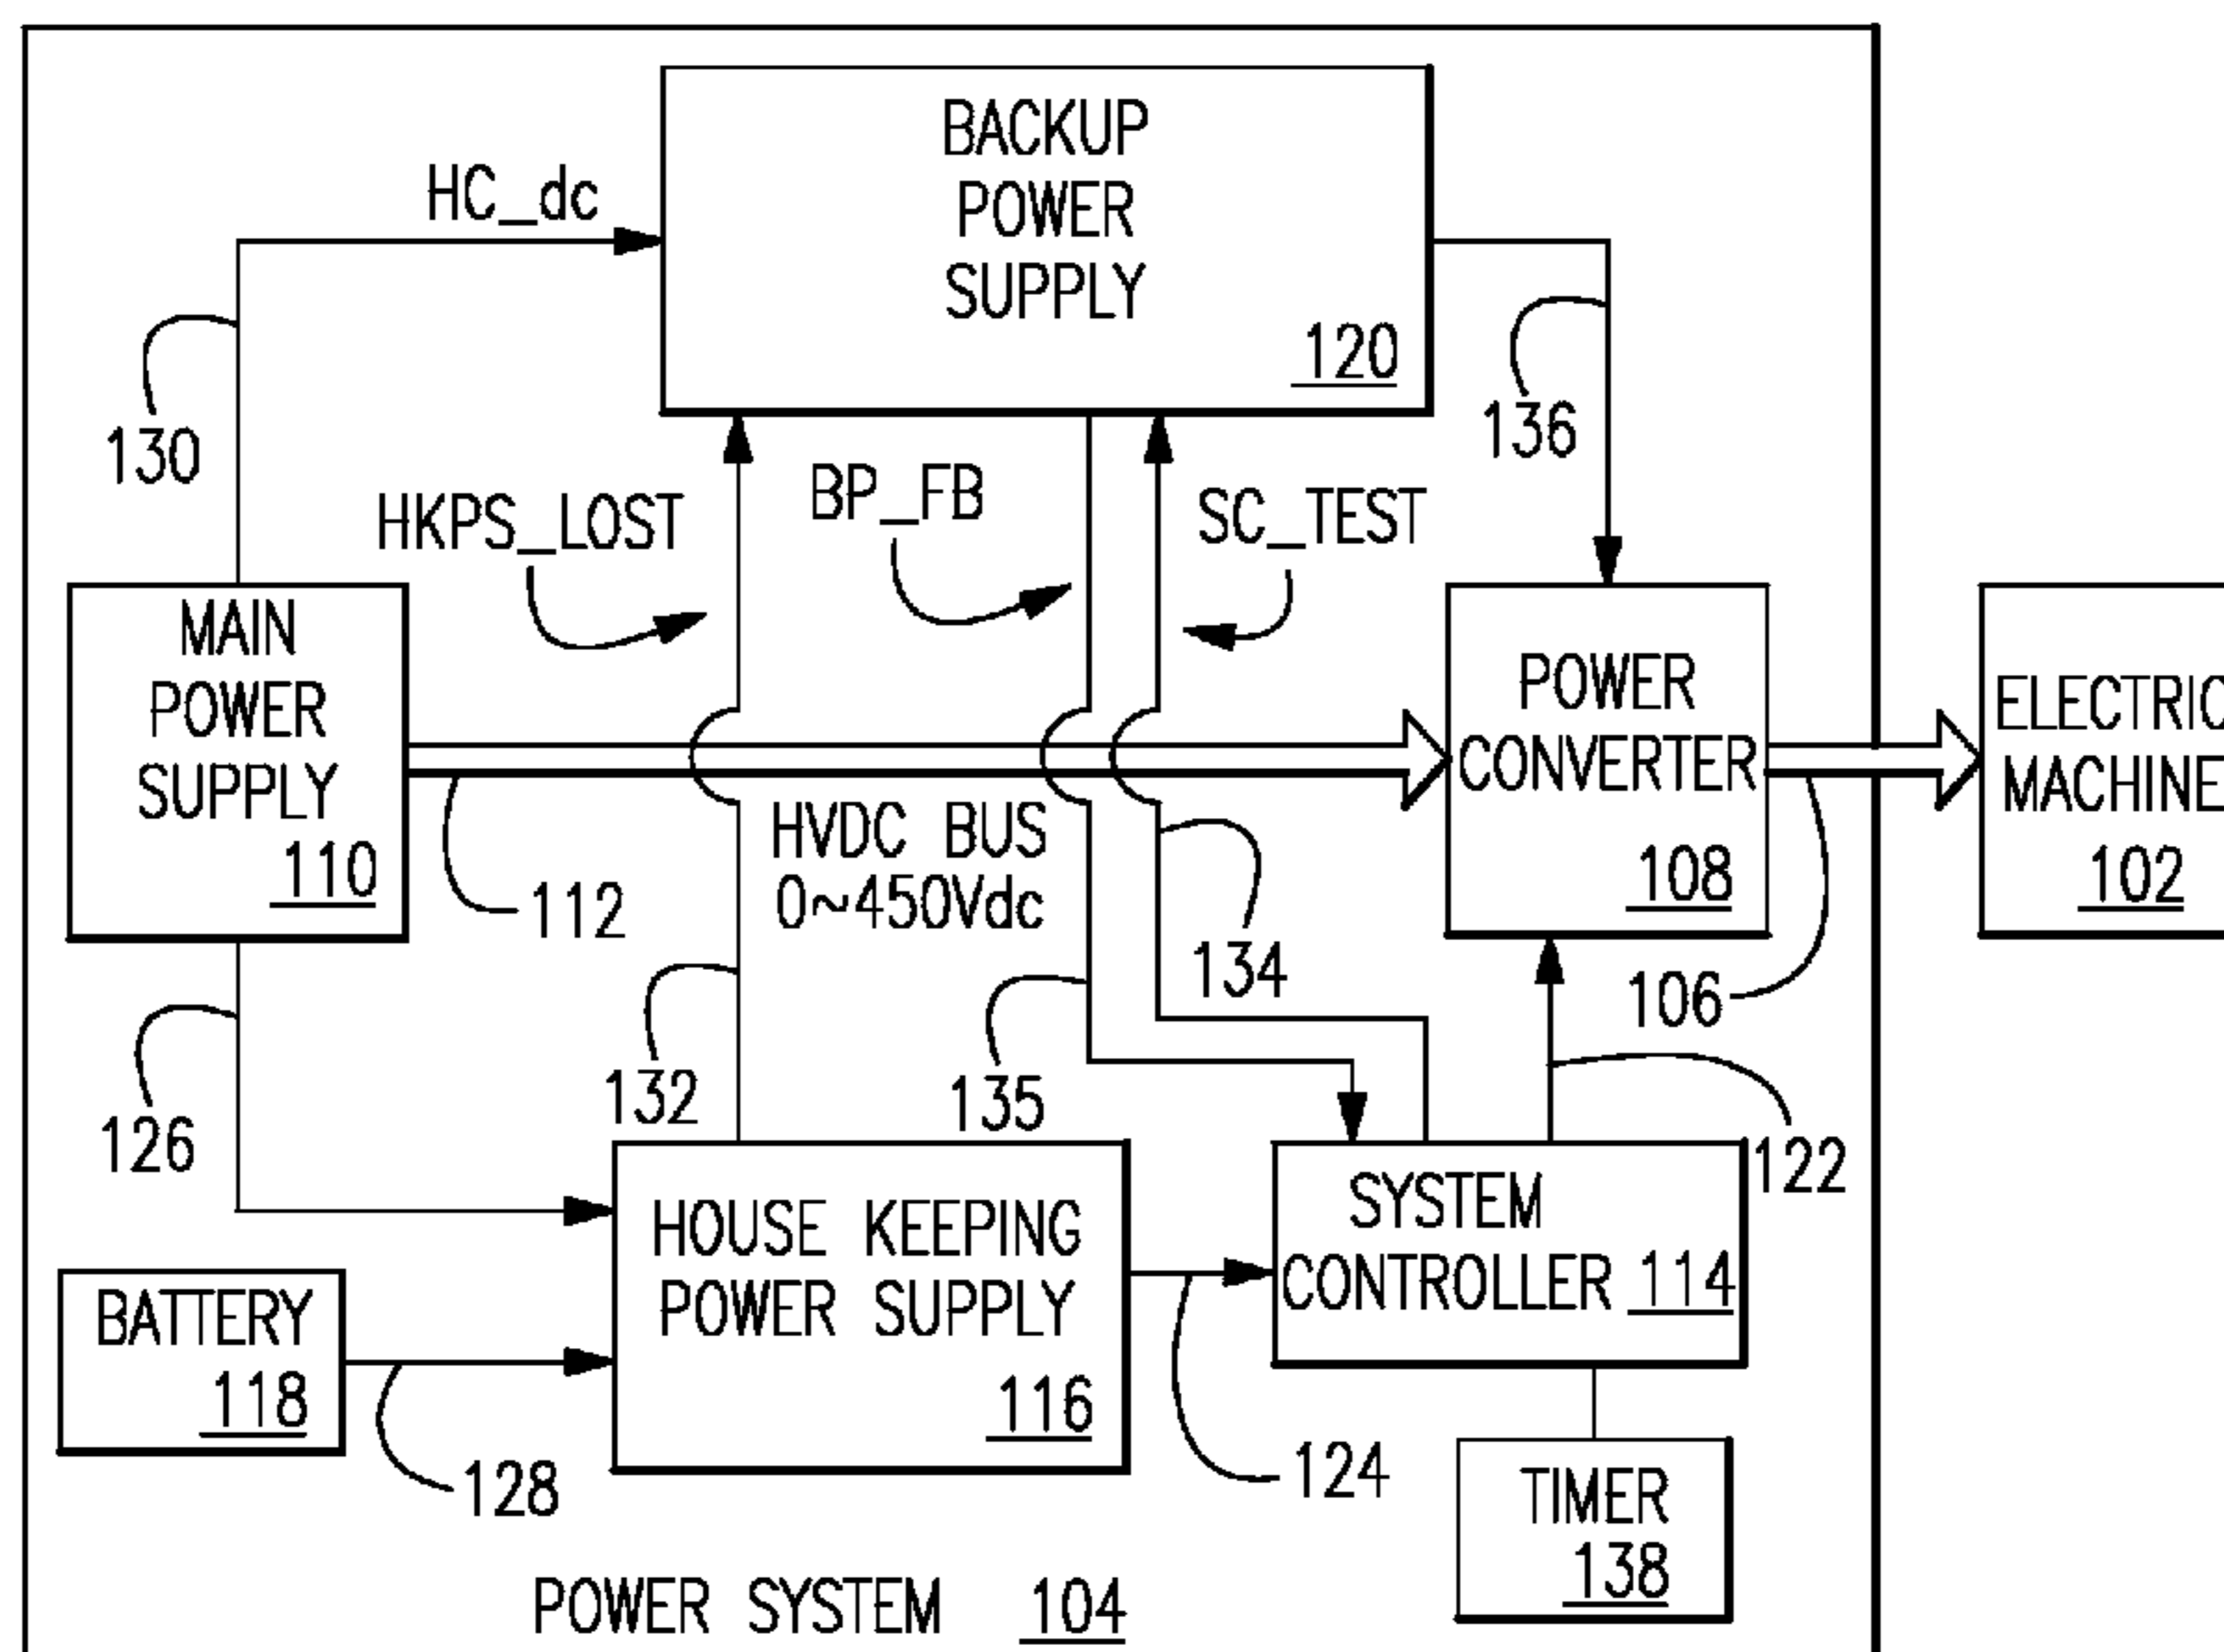 BACKUP
POWER
SUPPLY
120
HC_dc
130
136
HKPS_LOST
BP_FB
SC_TEST
MAIN
POWER
SUPPLY
110
POWER
CONVERTER
108
ELECTRIC
MACHINE
102
112
HVDC BUS
0~450Vdc
134
106
126
132
135
122
HOUSE KEEPING
POWER SUPPLY
116
SYSTEM
CONTROLLER 114
BATTERY
118
128
124
TIMER
138
POWER SYSTEM 104